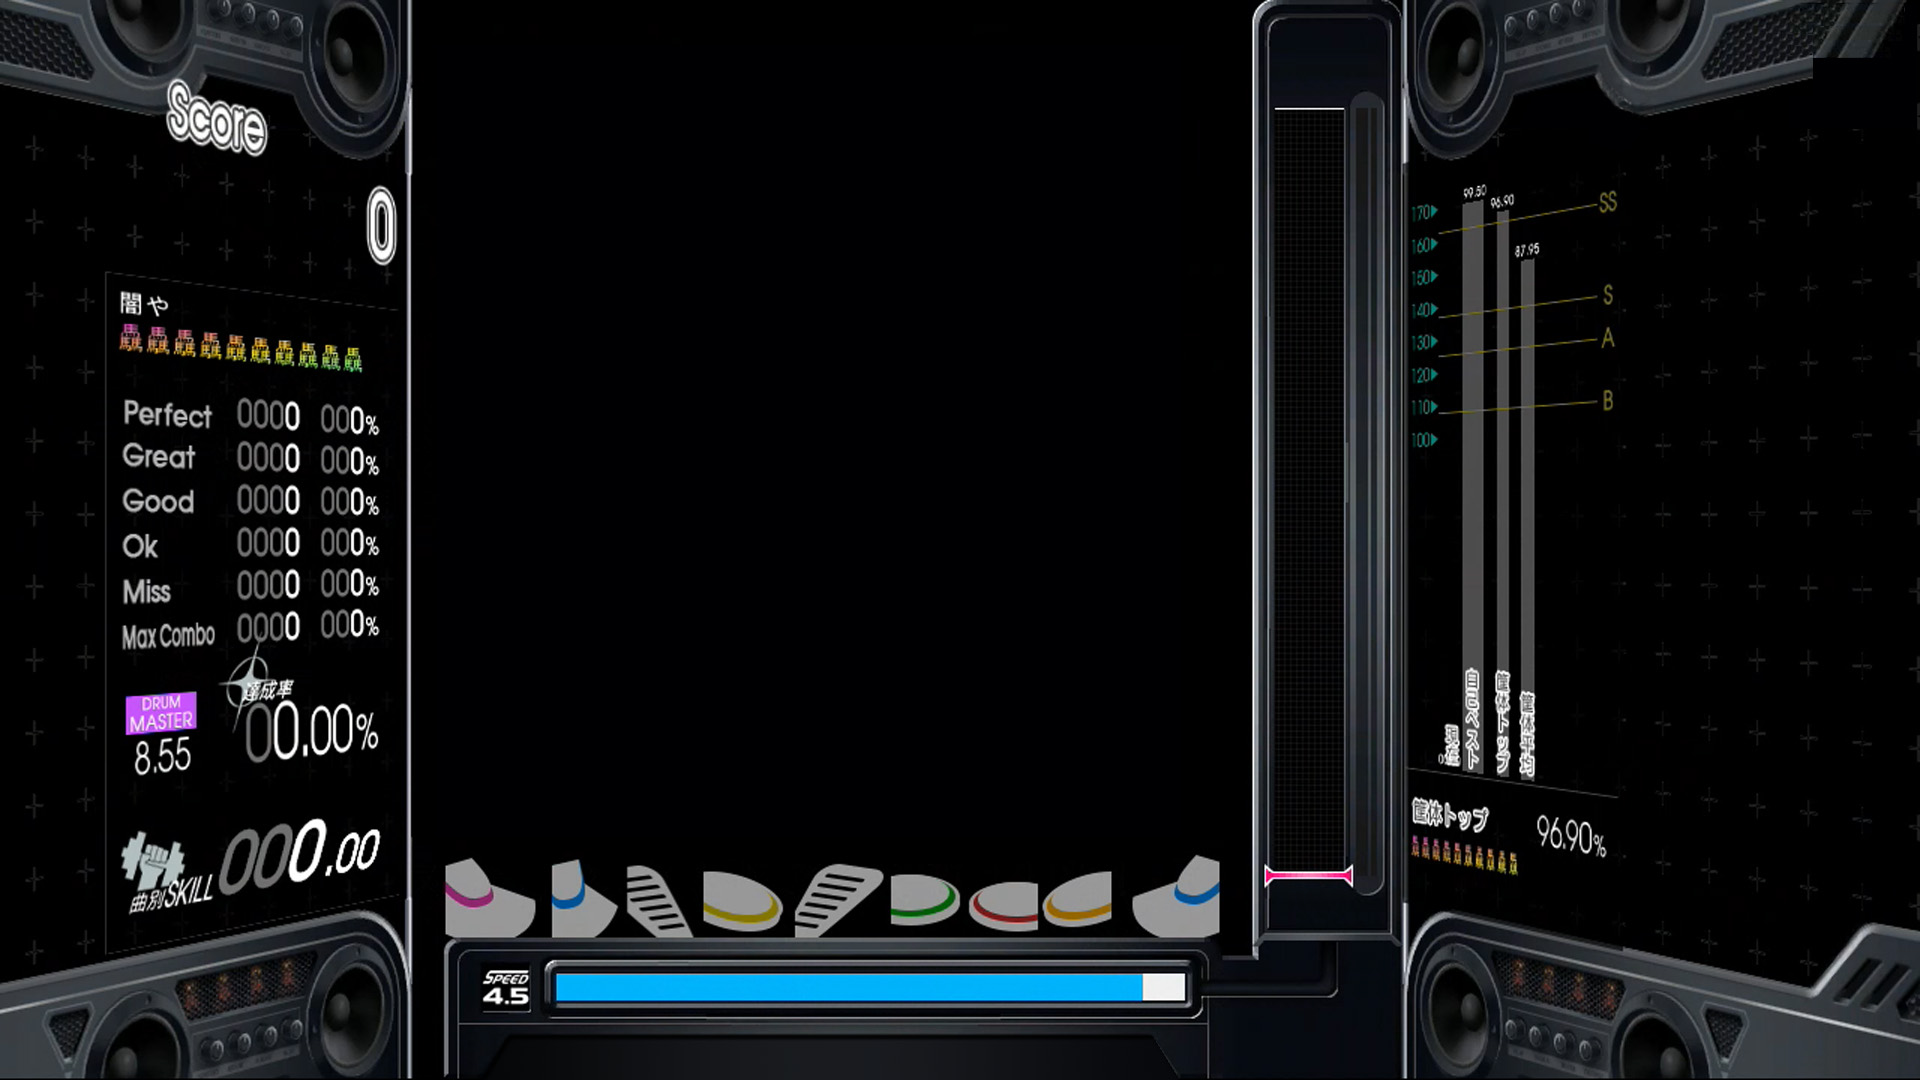 Score
0
闇や
Perfect 0000 000%
Great 0000 000%
Good 0000 000%
Ok 0000 000%
Miss 0000 000%
Max Combo 0000 000%
DRUM
MASTER
8.55
達成率
00.00%
曲別SKILL
000.00
SPEED
4.5
99.50
96.90
87.95
170
160
150
140
130
120
110
100
SS
S
A
B
現在
自己ベスト
筐体トップ
筐体平均
筐体トップ
96.90%